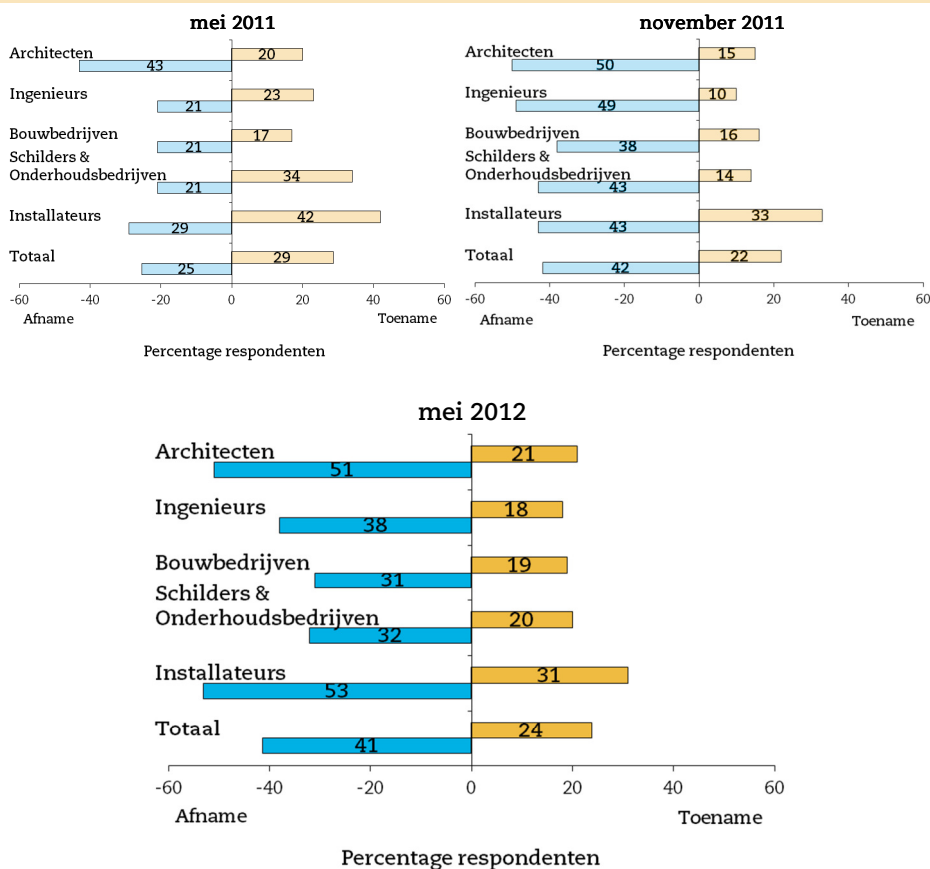 mei 2011
Architecten
20
43
Ingenieurs
23
21
Bouwbedrijven
17
21
Schilders &
Onderhoudsbedrijven
34
21
Installateurs
42
29
Totaal
29
25
-60 -40 -20 0 20 40 60
Afname Toename
Percentage respondenten
november 2011
Architecten
15
50
Ingenieurs
10
49
Bouwbedrijven
16
38
Schilders &
Onderhoudsbedrijven
14
43
Installateurs
33
43
Totaal
22
42
-60 -40 -20 0 20 40 60
Afname Toename
Percentage respondenten
mei 2012
Architecten
21
51
Ingenieurs
18
38
Bouwbedrijven
19
31
Schilders &
Onderhoudsbedrijven
20
32
Installateurs
31
53
Totaal
24
41
-60 -40 -20 0 20 40 60
Afname Toename
Percentage respondenten